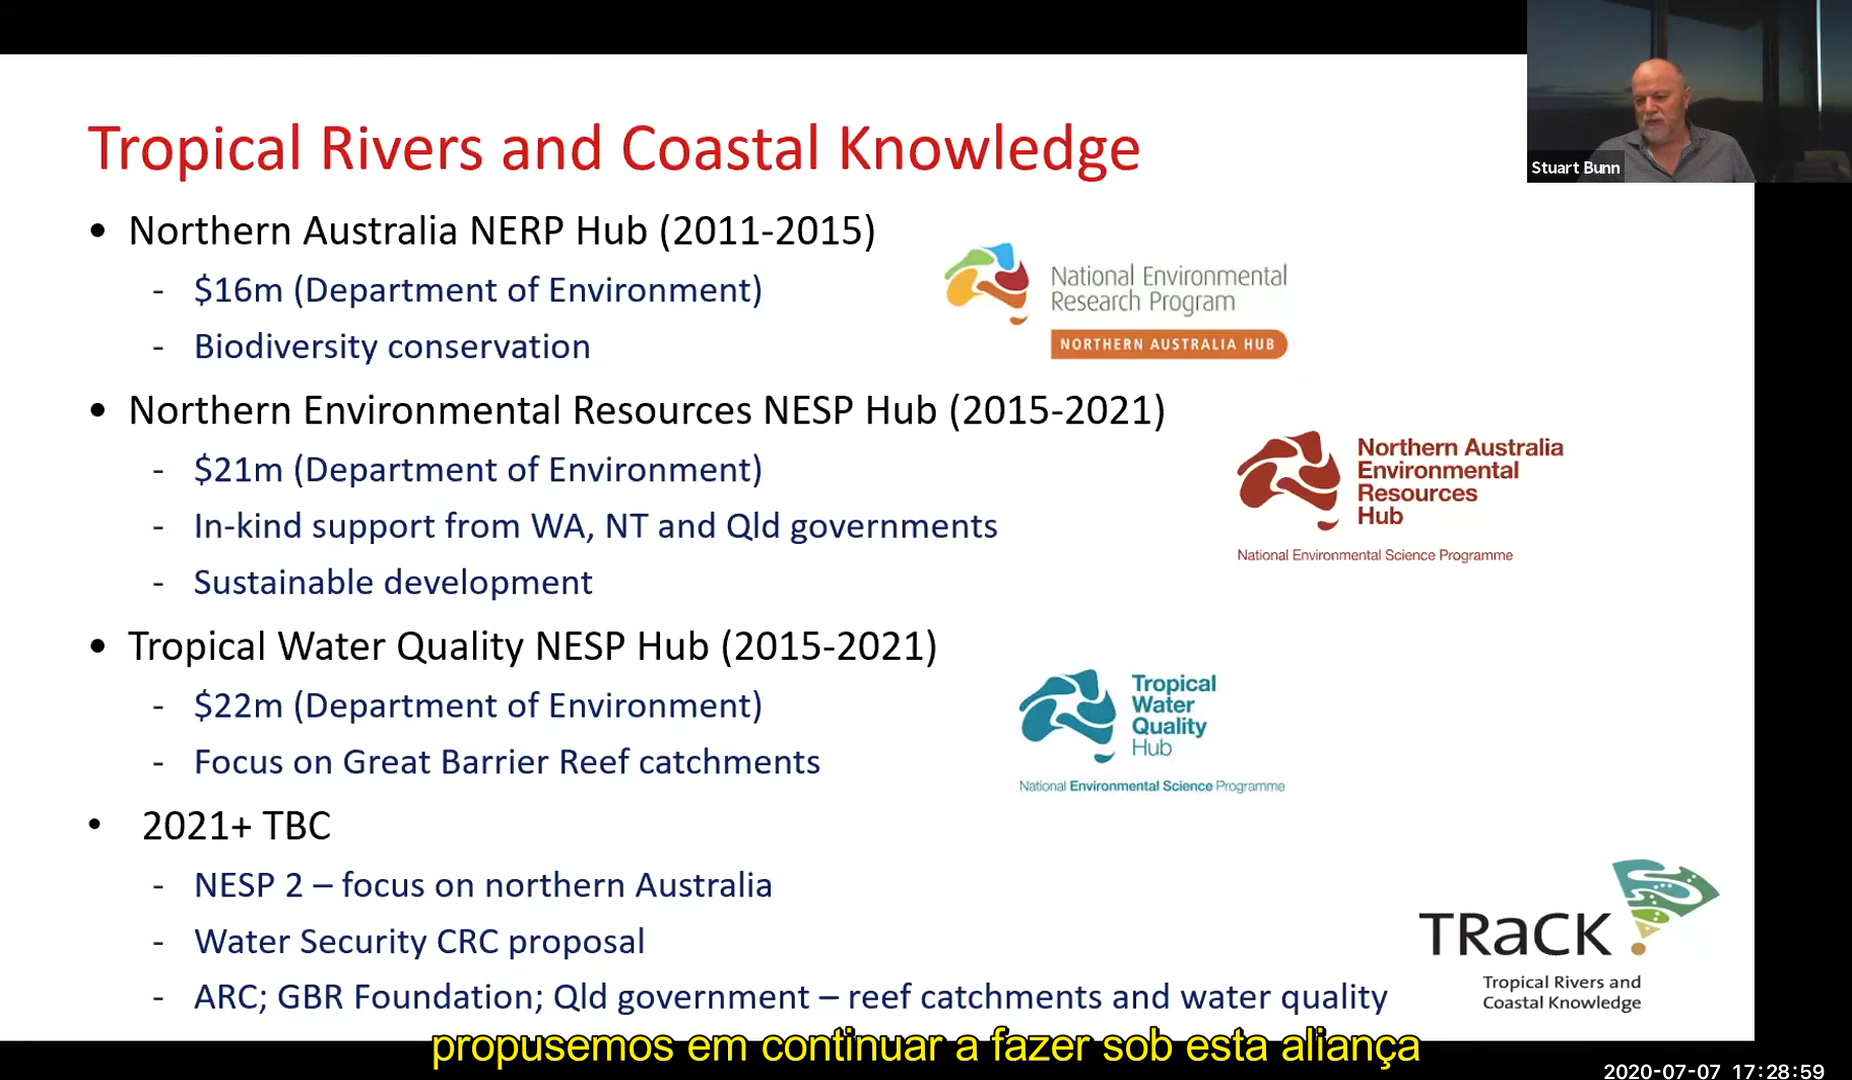 Stuart Bunn
Tropical Rivers and Coastal Knowledge
• Northern Australia NERP Hub (2011-2015)
- $16m (Department of Environment)
- Biodiversity conservation
National Environmental
Research Program
NORTHERN AUSTRALIA HUB
• Northern Environmental Resources NESP Hub (2015-2021)
- $21m (Department of Environment)
- In-kind support from WA, NT and Qld governments
- Sustainable development
Northern Australia
Environmental
Resources
Hub
National Environmental Science Programme
• Tropical Water Quality NESP Hub (2015-2021)
- $22m (Department of Environment)
- Focus on Great Barrier Reef catchments
Tropical
Water
Quality
Hub
National Environmental Science Programme
• 2021+ TBC
- NESP 2 – focus on northern Australia
- Water Security CRC proposal
- ARC; GBR Foundation; Qld government – reef catchments and water quality
TRaCK
Tropical Rivers and
Coastal Knowledge
propusemos em continuar a fazer sob esta aliança
2020-07-07 17:28:59